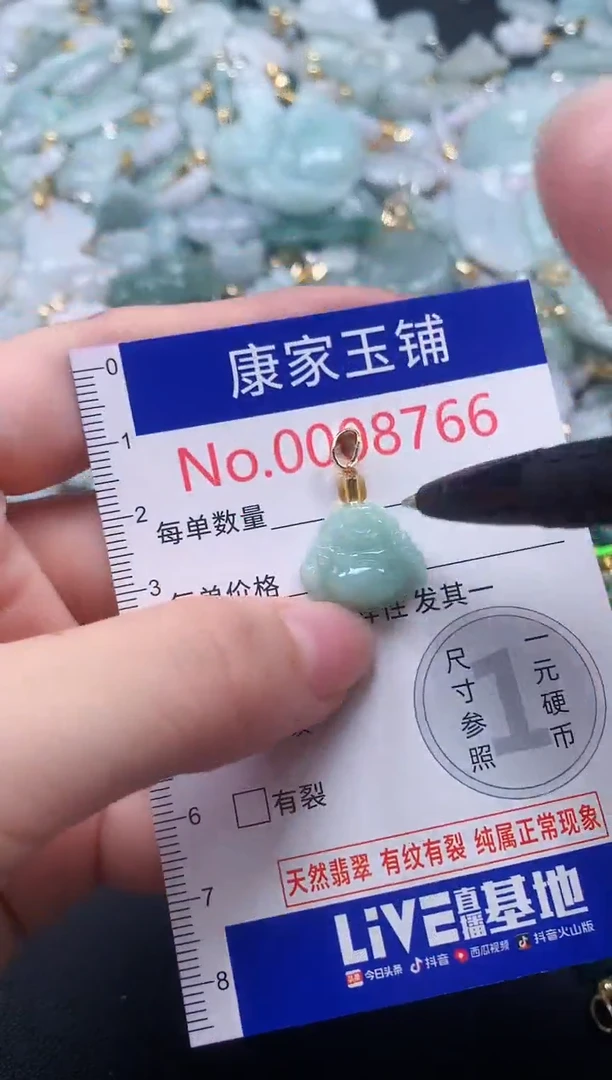 康家玉铺
No.0008766
每单数量
每单价格
任发其一
尺寸参照
1
一元硬币
有裂
天然翡翠 有纹有裂 纯属正常现象
LiVE直播基地
今日头条 抖音 西瓜视频 抖音火山版
0
1
2
3
6
7
8